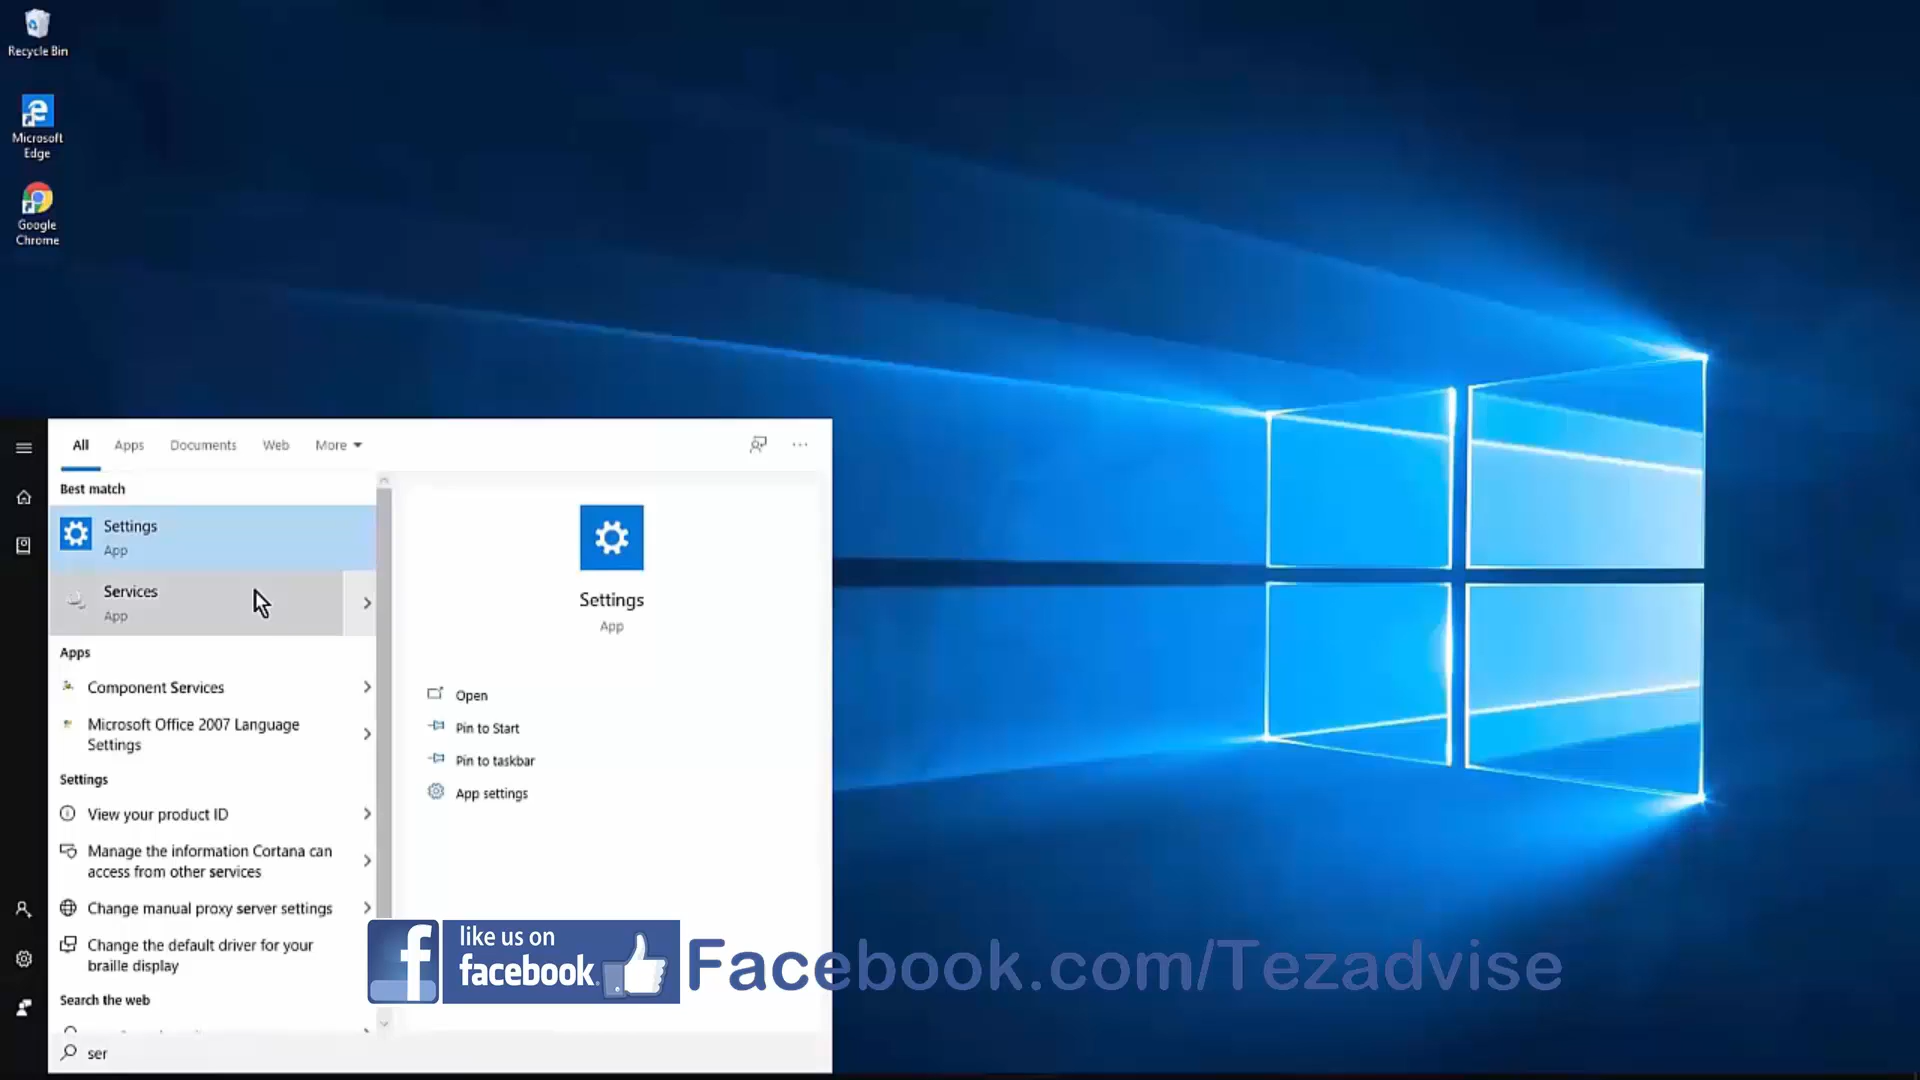 Recycle Bin
Microsoft
Edge
Google
Chrome
All
Apps
Documents
Web
More
Best match
Settings
App
Services
App
Apps
Component Services
Microsoft Office 2007 Language
Settings
Settings
View your product ID
Manage the information Cortana can
access from other services
Change manual proxy server settings
Change the default driver for your
braille display
Search the web
ser
Settings
App
Open
Pin to Start
Pin to taskbar
App settings
like us on
facebook.
Facebook.com/Tezadvise